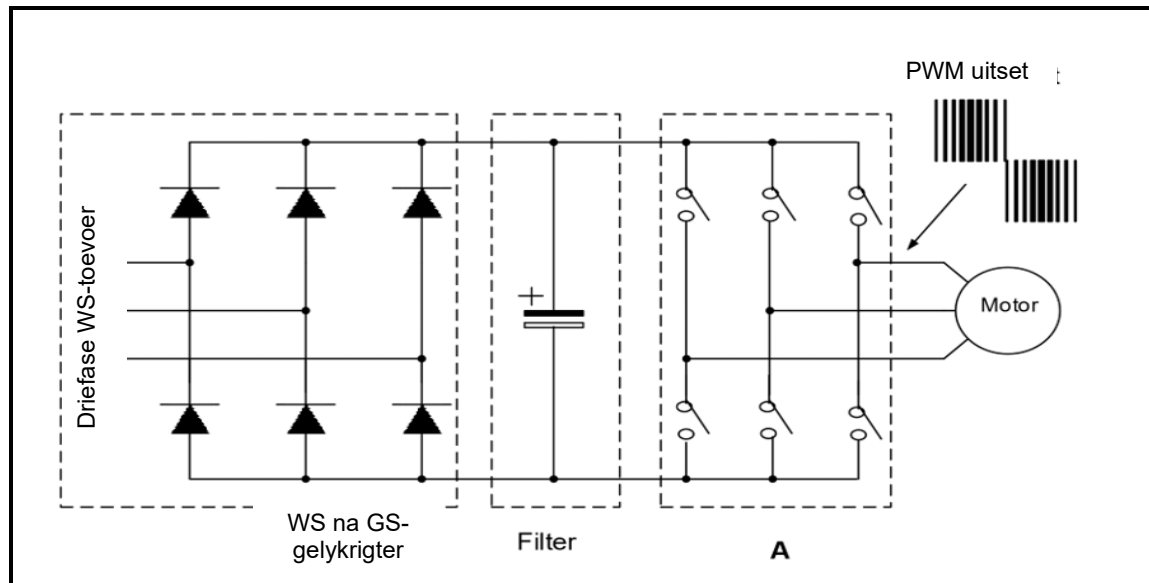 PWM uitset
Driefase WS-toevoer
Motor
WS na GS-
gelykrigter
Filter
A